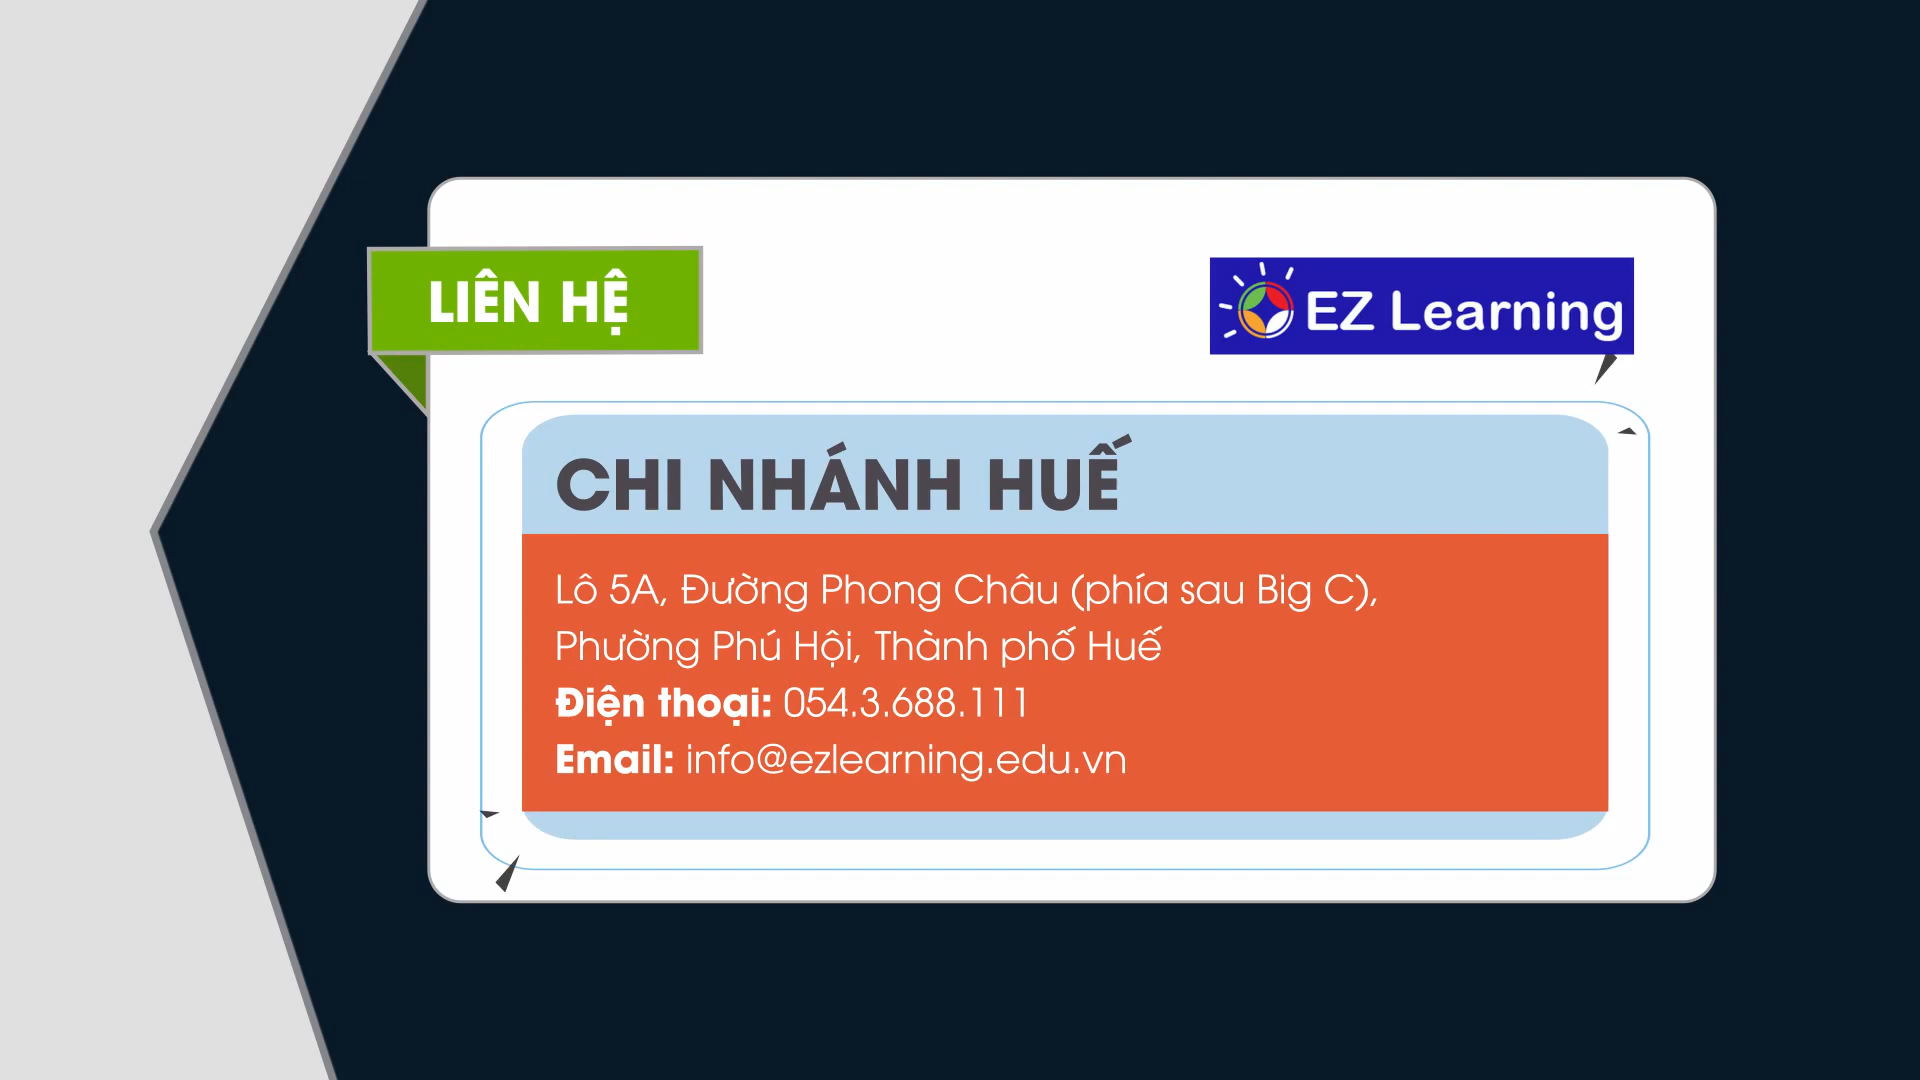 LIÊN HỆ
EZ Learning
CHI NHÁNH HUẾ
Lô 5A, Đường Phong Châu (phía sau Big C),
Phường Phú Hội, Thành phố Huế
Điện thoại: 054.3.688.111
Email: info@ezlearning.edu.vn